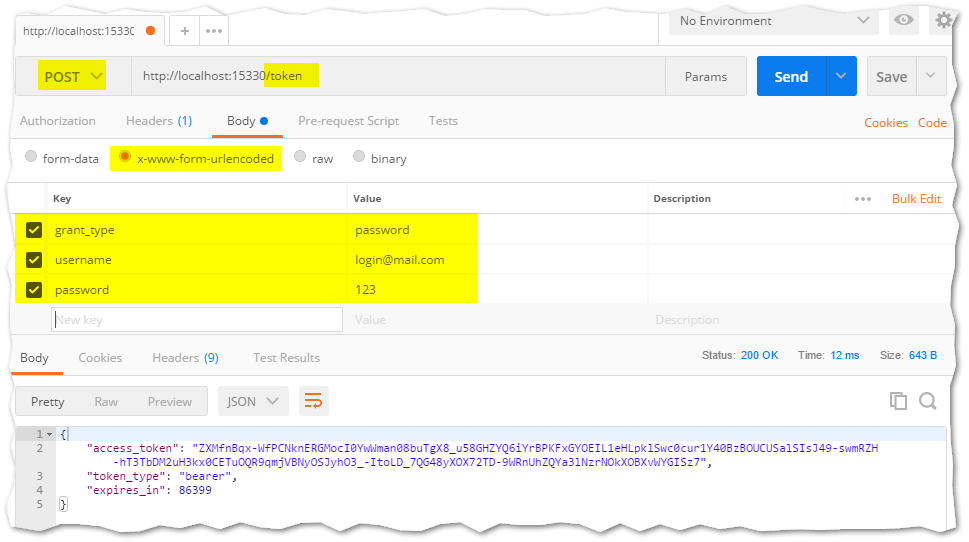 http://localhost:1533( + •••
No Environment
POST http://localhost:15330/token Params Send Save
Authorization Headers (1) Body Pre-request Script Tests Cookies Code
form-data x-www-form-urlencoded raw binary
Key Value Description ••• Bulk Edit
grant_type password
username login@mail.com
password 123
New key Value Description
Body Cookies Headers (9) Test Results Status: 200 OK Time: 12 ms Size: 643 B
Pretty Raw Preview JSON
1 {
2 "access_token": "ZXMfnBqx-WfPCNknERGMocI0YwWman08buTgX8_u58GHZYQ6iYrBPKFxGYOEIL1eHLpklSwc0cur1Y40BzBOUCUSalSIsJ49-swmRZH
-hT3TbDM2uH3kx0CETuOQR9qmjVBNyOSJyhO3_-ItoLD_7QG48yXOX72TD-9WRnUhZQYa3lNzrNOkXOBXvWYGISz7",
3 "token_type": "bearer",
4 "expires_in": 86399
5 }